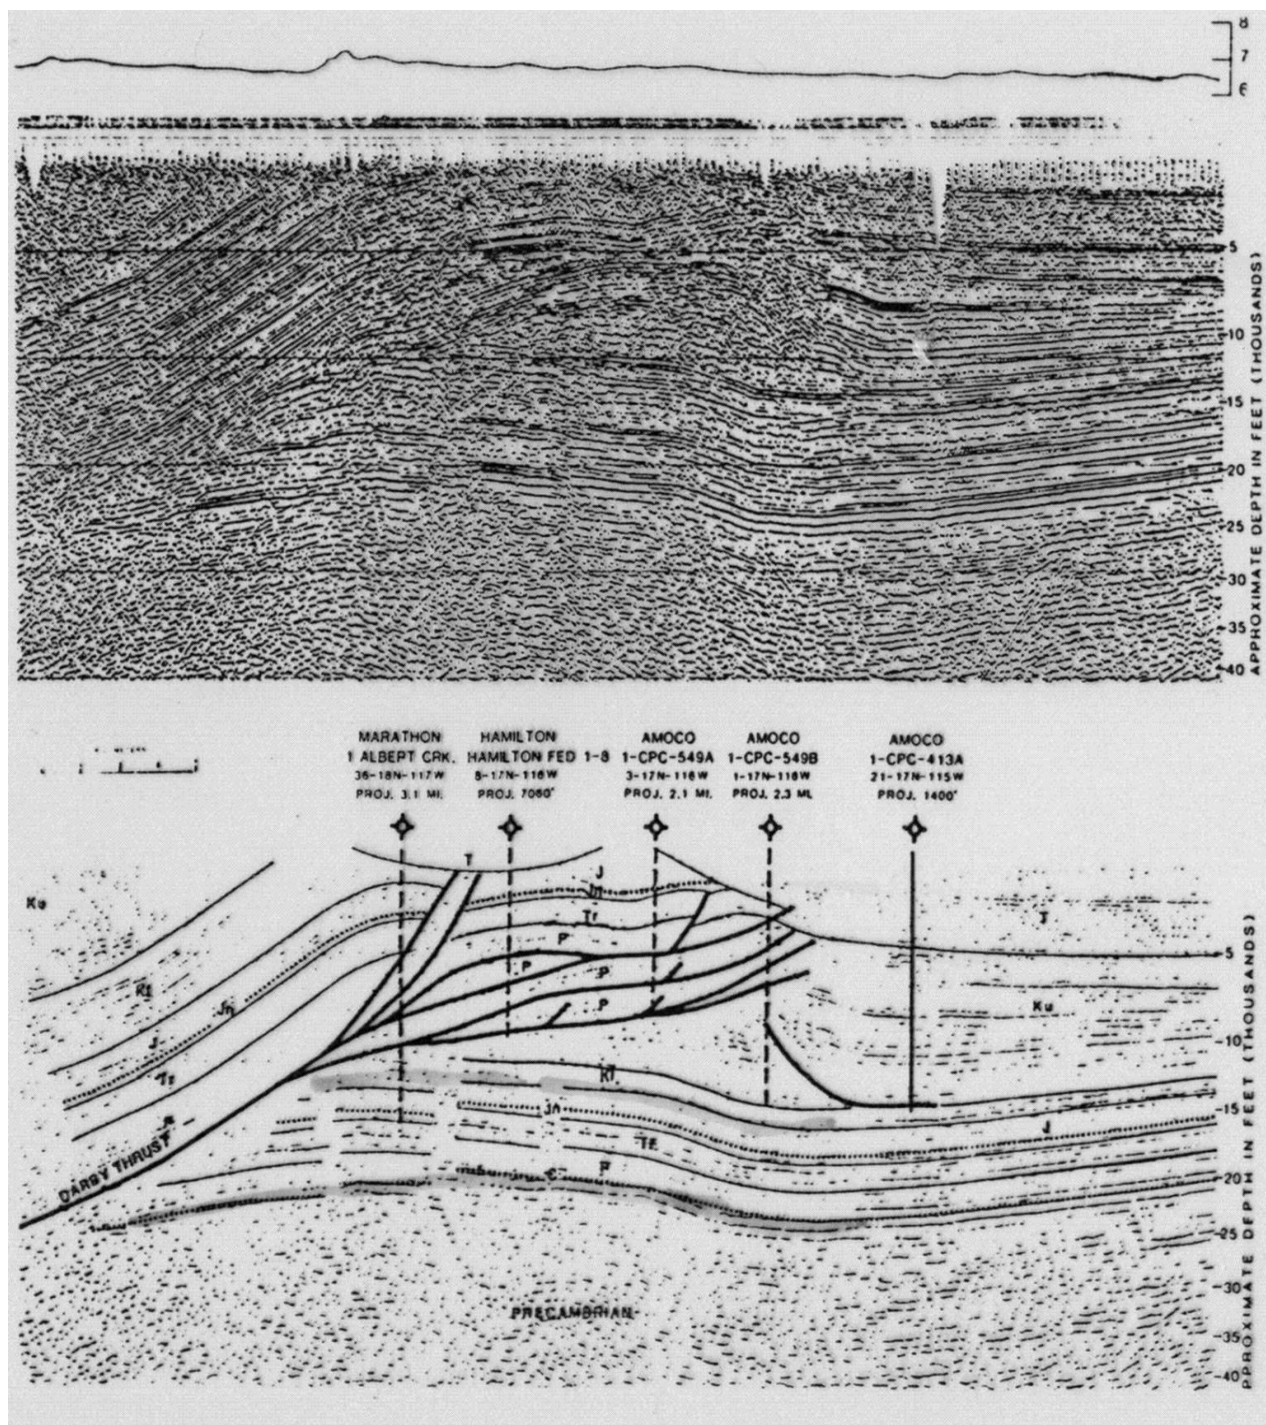 8
7
6
5
10
15
20
25
30
35
40
APPROXIMATE DEPTH IN FEET (THOUSANDS)
MARATHON
1 ALBERT CRK.
36-18N-117W
PROJ. 3.1 MI.
HAMILTON
HAMILTON FED 1-8
8-17N-116W
PROJ. 7060'
AMOCO
1-CPC-549A
3-17N-116W
PROJ. 2.1 MI.
AMOCO
1-CPC-549B
1-17N-116W
PROJ. 2.3 MI.
AMOCO
1-CPC-413A
21-17N-115W
PROJ. 1400'
T
J
Jn
Ku
Tr
T
P
P
P
5
Kl
Jn
P
Ku
J
10
Kl
Tr
Jn
J
15
DARBY THRUST
P
20
25
PRECAMBRIAN
30
35
40
PPROXIMATE DEPTH IN FEET (THOUSANDS)